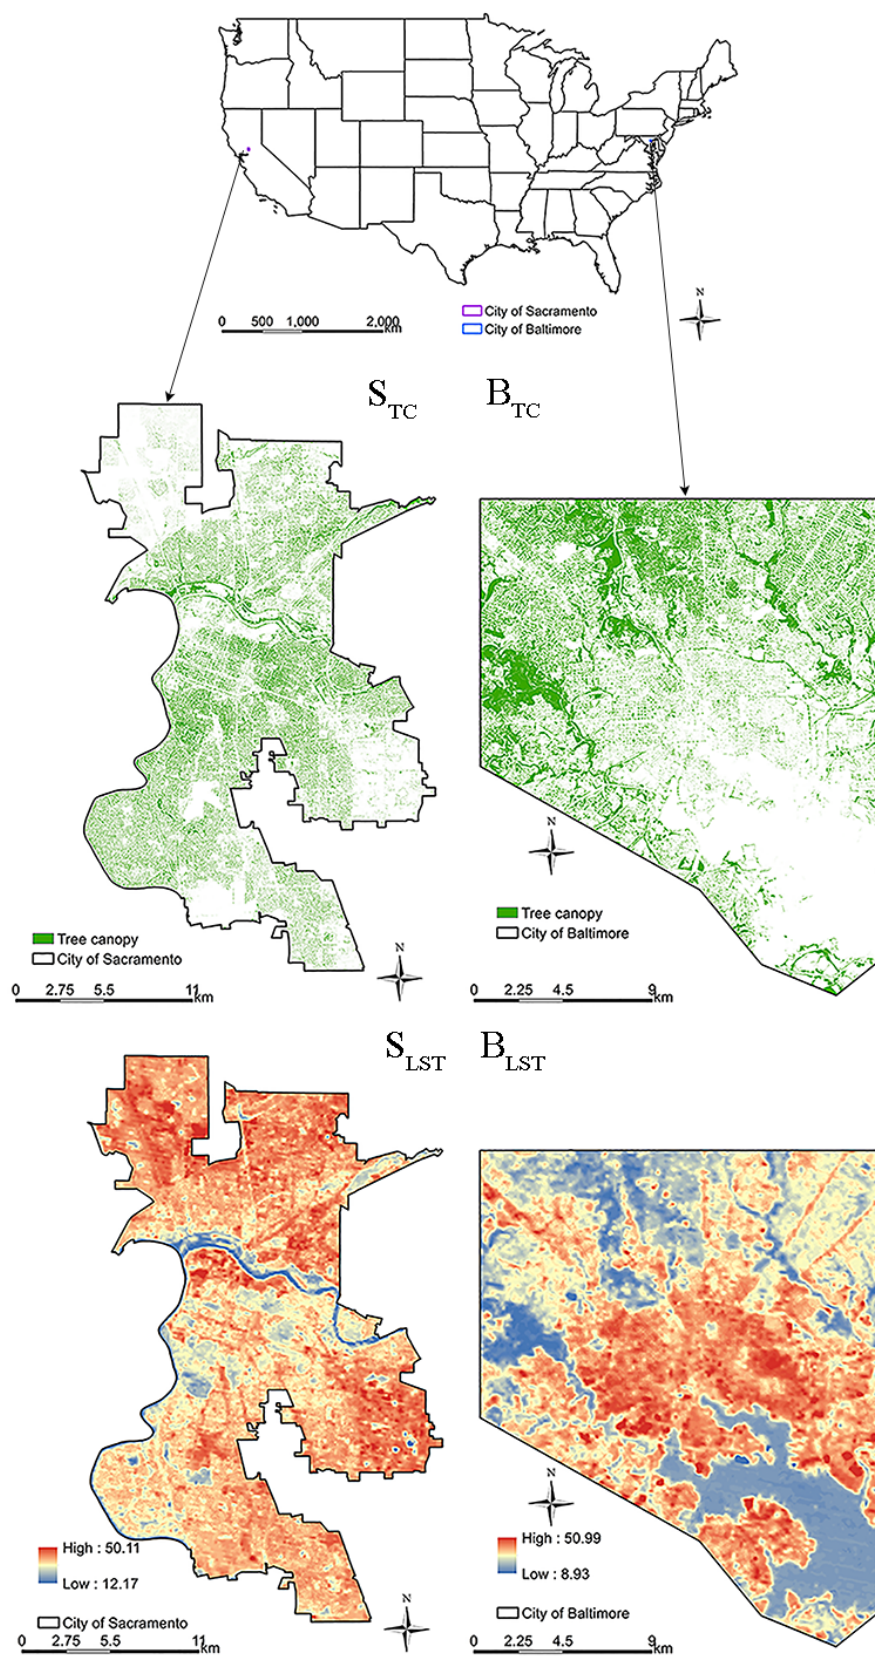 N
City of Sacramento
City of Baltimore
0 500 1,000 2,000 km
S TC B TC
N
Tree canopy
City of Sacramento
N
0 2.75 5.5 11 km
Tree canopy
City of Baltimore
0 2.25 4.5 9 km
S LST B LST
High : 50.11
Low : 12.17
City of Sacramento
N
0 2.75 5.5 11 km
N
High : 50.99
Low : 8.93
City of Baltimore
0 2.25 4.5 9 km